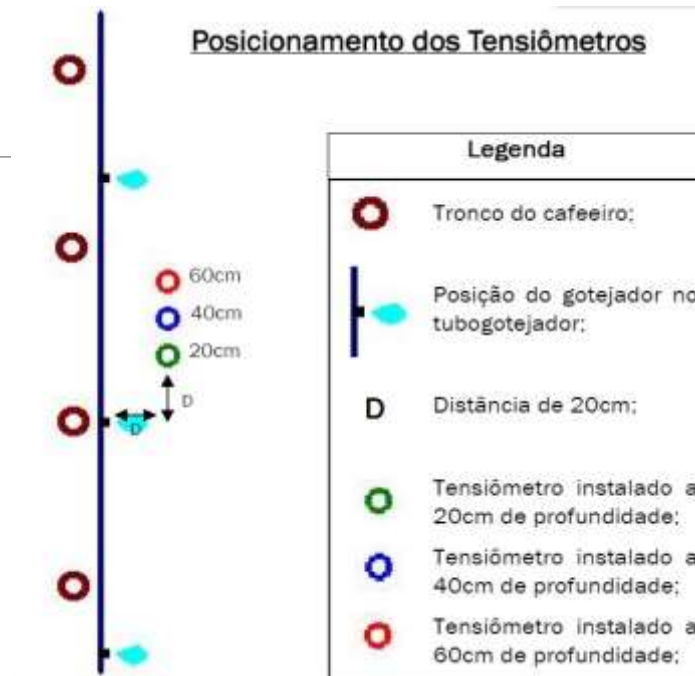 Posicionamento dos Tensiômetros
60cm
40cm
20cm
D
D
Legenda
Tronco do cafeeiro;
Posição do gotejador no
tubogotejador;
D
Distância de 20cm;
Tensiômetro instalado a
20cm de profundidade;
Tensiômetro instalado a
40cm de profundidade;
Tensiômetro instalado a
60cm de profundidade;